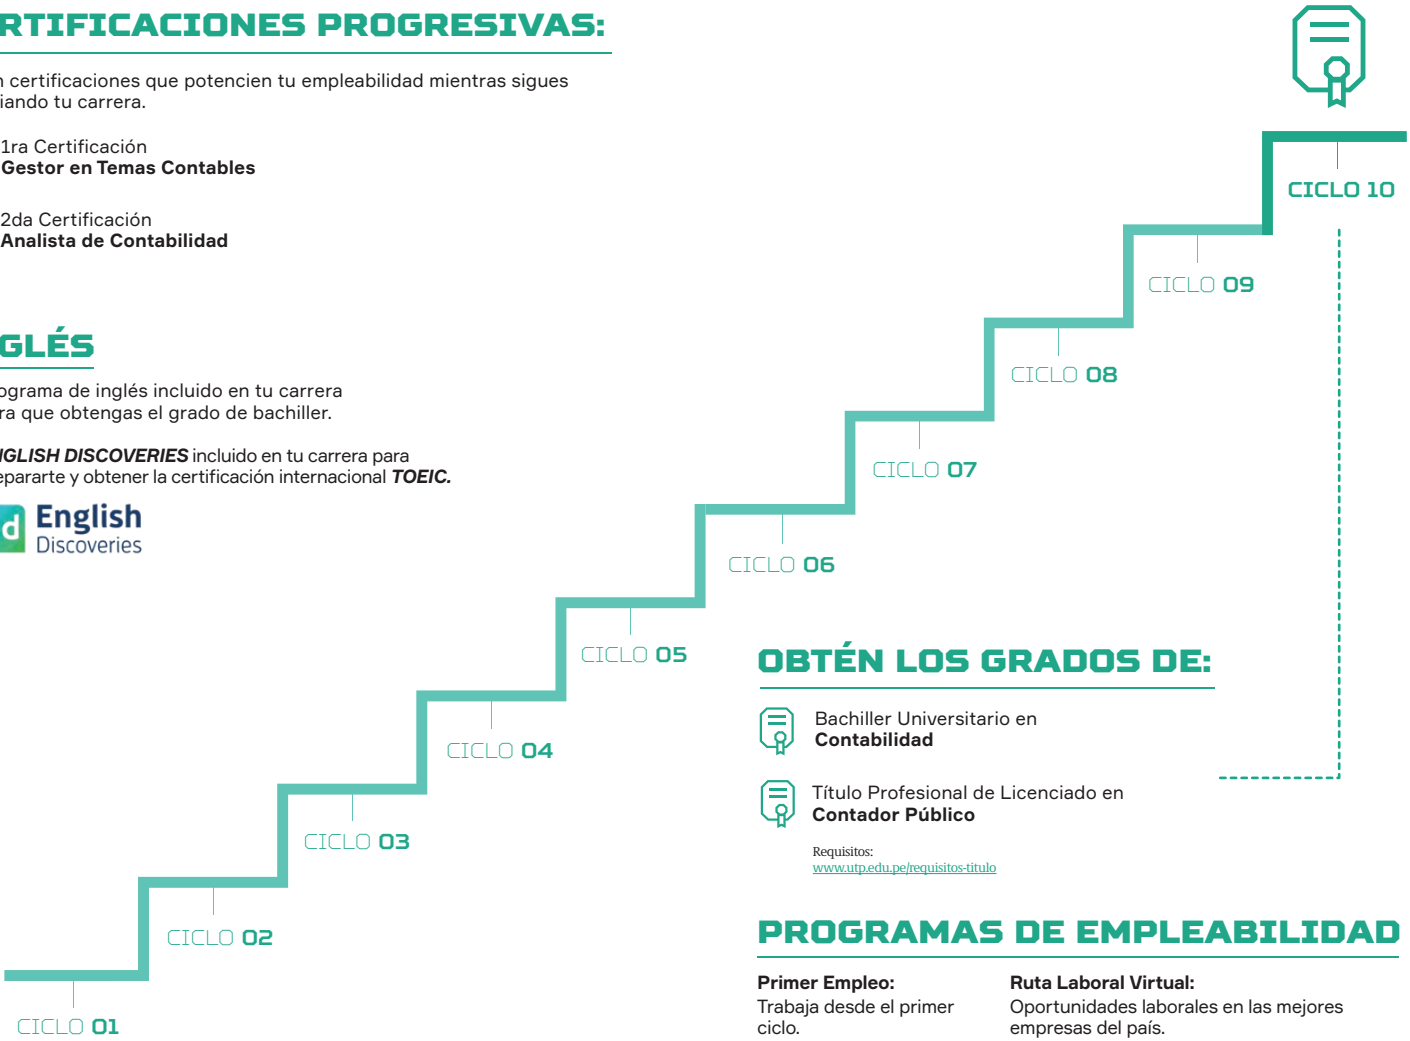 RTIFICACIONES PROGRESIVAS:
n certificaciones que potencien tu empleabilidad mientras sigues
iando tu carrera.
1ra Certificación
Gestor en Temas Contables
2da Certificación
Analista de Contabilidad
GLÉS
ograma de inglés incluido en tu carrera
ra que obtengas el grado de bachiller.
NGLISH DISCOVERIES incluido en tu carrera para
epararte y obtener la certificación internacional TOEIC.
d English
Discoveries
CICLO 10
CICLO 09
CICLO 08
CICLO 07
CICLO 06
CICLO 05
CICLO 04
CICLO 03
CICLO 02
CICLO 01
OBTÉN LOS GRADOS DE:
Bachiller Universitario en
Contabilidad
Título Profesional de Licenciado en
Contador Público
Requisitos:
www.utp.edu.pe/requisitos-titulo
PROGRAMAS DE EMPLEABILIDAD
Primer Empleo:
Trabaja desde el primer
ciclo.
Ruta Laboral Virtual:
Oportunidades laborales en las mejores
empresas del país.